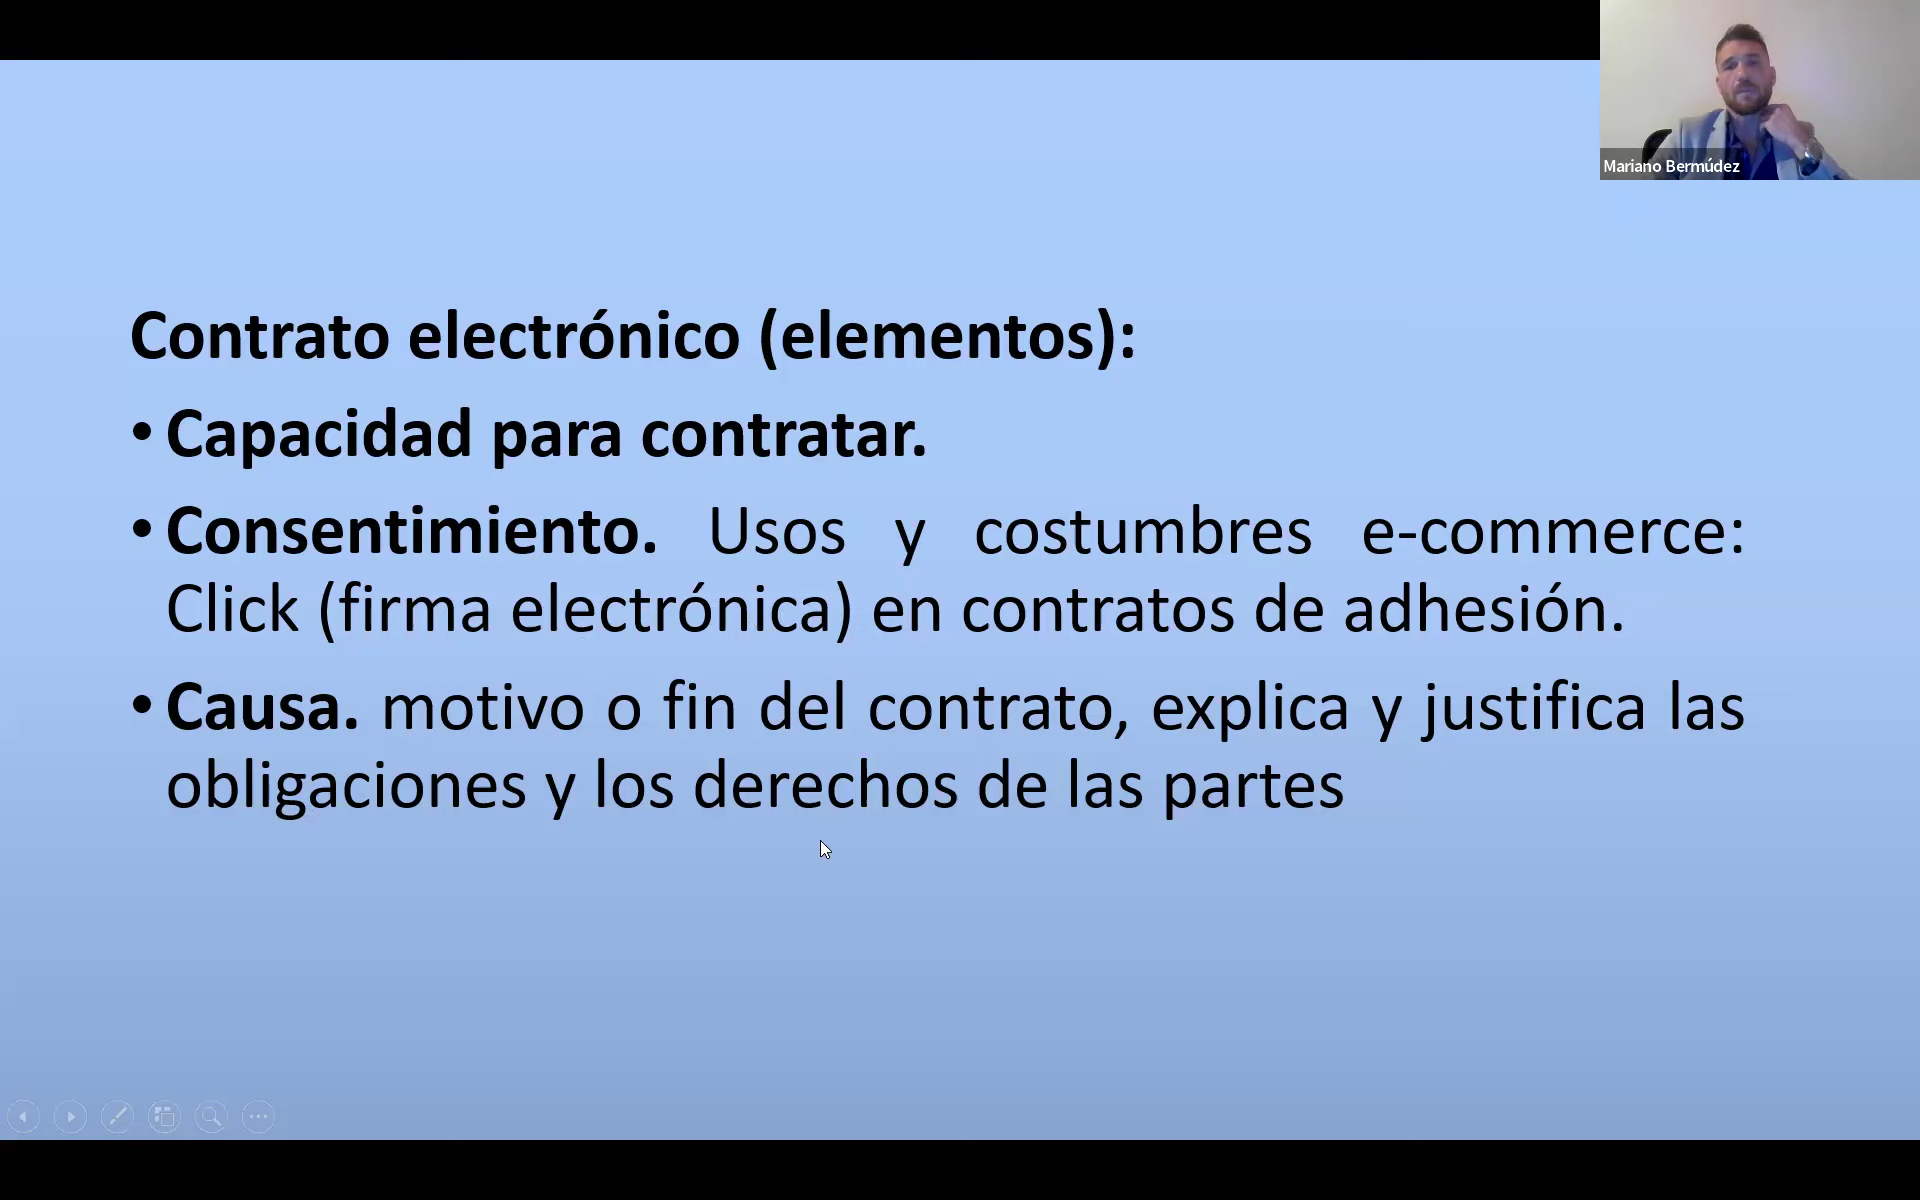 Mariano Bermúdez
Contrato electrónico (elementos):
• Capacidad para contratar.
• Consentimiento. Usos y costumbres e-commerce:
Click (firma electrónica) en contratos de adhesión.
• Causa. motivo o fin del contrato, explica y justifica las
obligaciones y los derechos de las partes